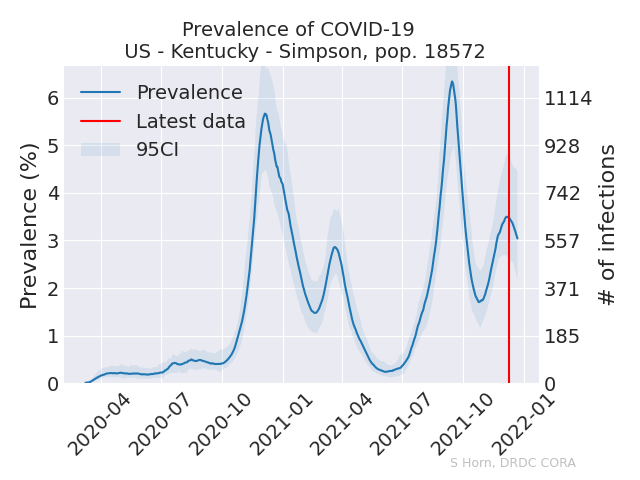 Prevalence of COVID-19
US - Kentucky - Simpson, pop. 18572
Prevalence
Latest data
95CI
Prevalence (%)
6
5
4
3
2
1
0
1114
928
742
557
371
185
0
# of infections
2020-04
2020-07
2020-10
2021-01
2021-04
2021-07
2021-10
2022-01
S Horn, DRDC CORA